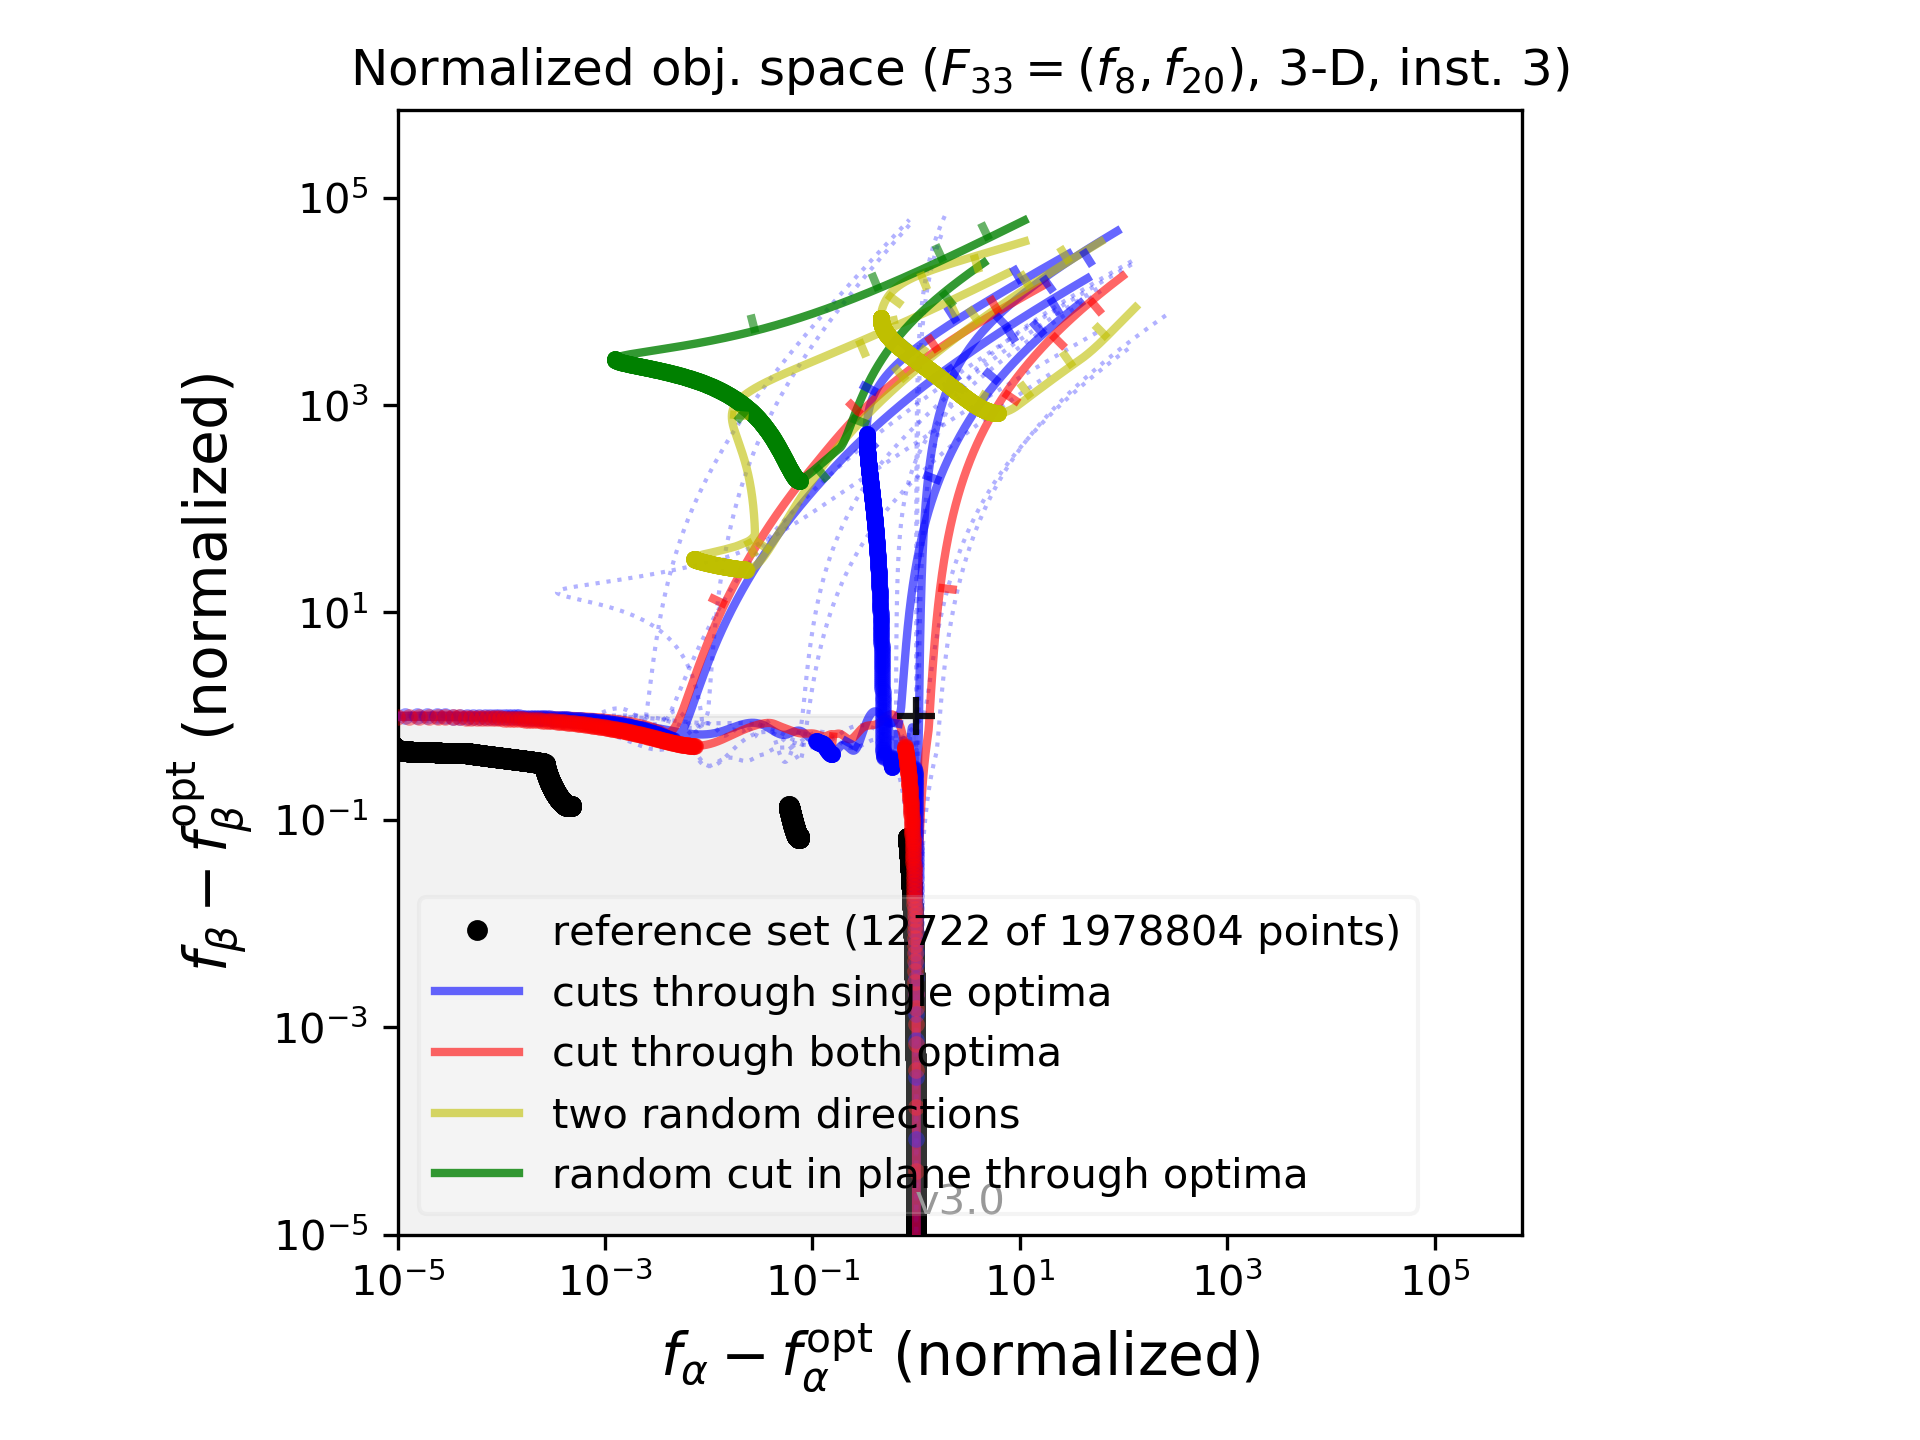 Normalized obj. space (F₃₃ = (f₈, f₂₀), 3-D, inst. 3)
10⁵
10³
10¹
10⁻¹
10⁻³
10⁻⁵
f_β − f_β^opt (normalized)
reference set (12722 of 1978804 points)
cuts through single optima
cut through both optima
two random directions
random cut in plane through optima
v3.0
10⁻⁵ 10⁻³ 10⁻¹ 10¹ 10³ 10⁵
f_α − f_α^opt (normalized)